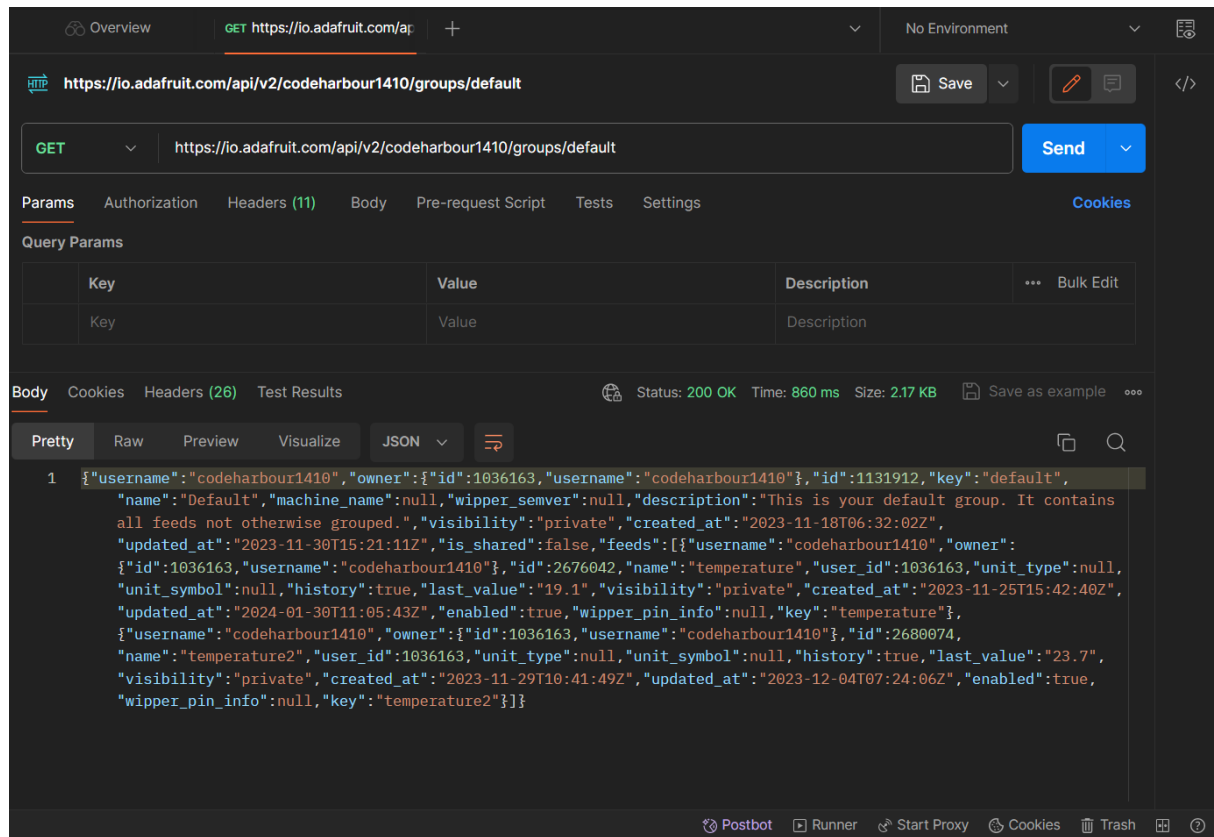 Overview GET https://io.adafruit.com/ap + No Environment
HTTP https://io.adafruit.com/api/v2/codeharbour1410/groups/default Save </>
GET https://io.adafruit.com/api/v2/codeharbour1410/groups/default Send
Params Authorization Headers (11) Body Pre-request Script Tests Settings Cookies
Query Params
Key Value Description ••• Bulk Edit
Key Value Description
Body Cookies Headers (26) Test Results Status: 200 OK Time: 860 ms Size: 2.17 KB Save as example •••
Pretty Raw Preview Visualize JSON
1 {"username":"codeharbour1410","owner":{"id":1036163,"username":"codeharbour1410"},"id":1131912,"key":"default",
"name":"Default","machine_name":null,"wipper_semver":null,"description":"This is your default group. It contains
all feeds not otherwise grouped.","visibility":"private","created_at":"2023-11-18T06:32:02Z",
"updated_at":"2023-11-30T15:21:11Z","is_shared":false,"feeds":[{"username":"codeharbour1410","owner":
{"id":1036163,"username":"codeharbour1410"},"id":2676042,"name":"temperature","user_id":1036163,"unit_type":null,
"unit_symbol":null,"history":true,"last_value":"19.1","visibility":"private","created_at":"2023-11-25T15:42:40Z",
"updated_at":"2024-01-30T11:05:43Z","enabled":true,"wipper_pin_info":null,"key":"temperature"},
{"username":"codeharbour1410","owner":{"id":1036163,"username":"codeharbour1410"},"id":2680074,
"name":"temperature2","user_id":1036163,"unit_type":null,"unit_symbol":null,"history":true,"last_value":"23.7",
"visibility":"private","created_at":"2023-11-29T10:41:49Z","updated_at":"2023-12-04T07:24:06Z","enabled":true,
"wipper_pin_info":null,"key":"temperature2"}]}
Postbot Runner Start Proxy Cookies Trash